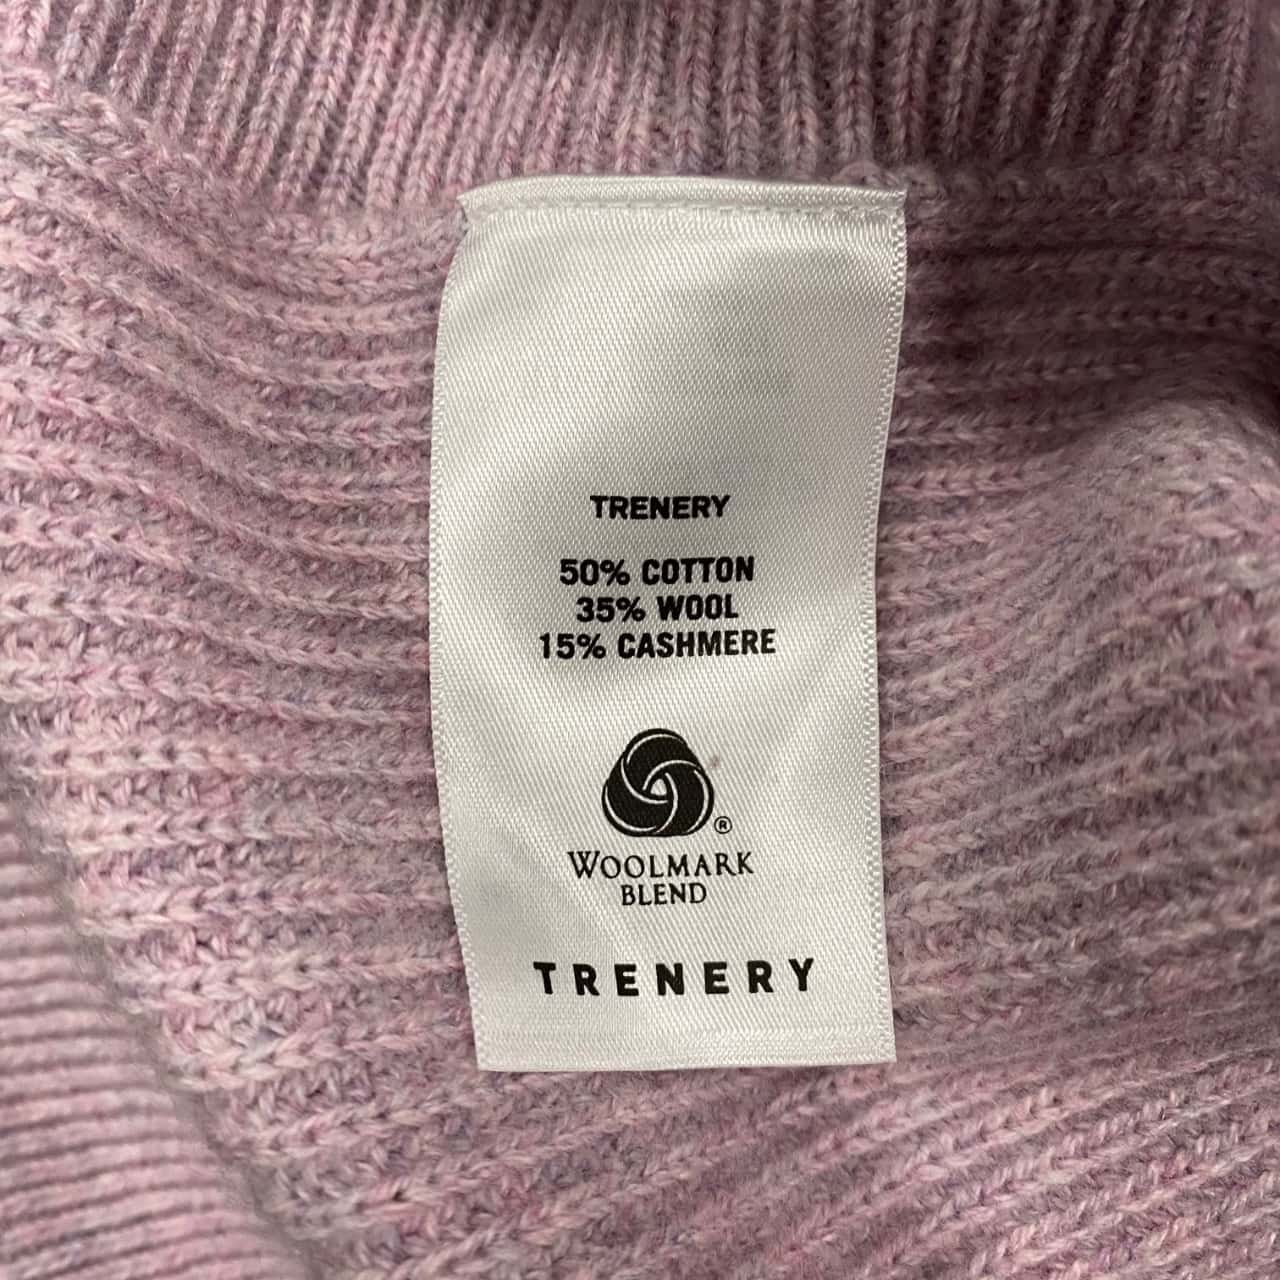 TRENERY
50% COTTON
35% WOOL
15% CASHMERE
®
WOOLMARK
BLEND
TRENERY